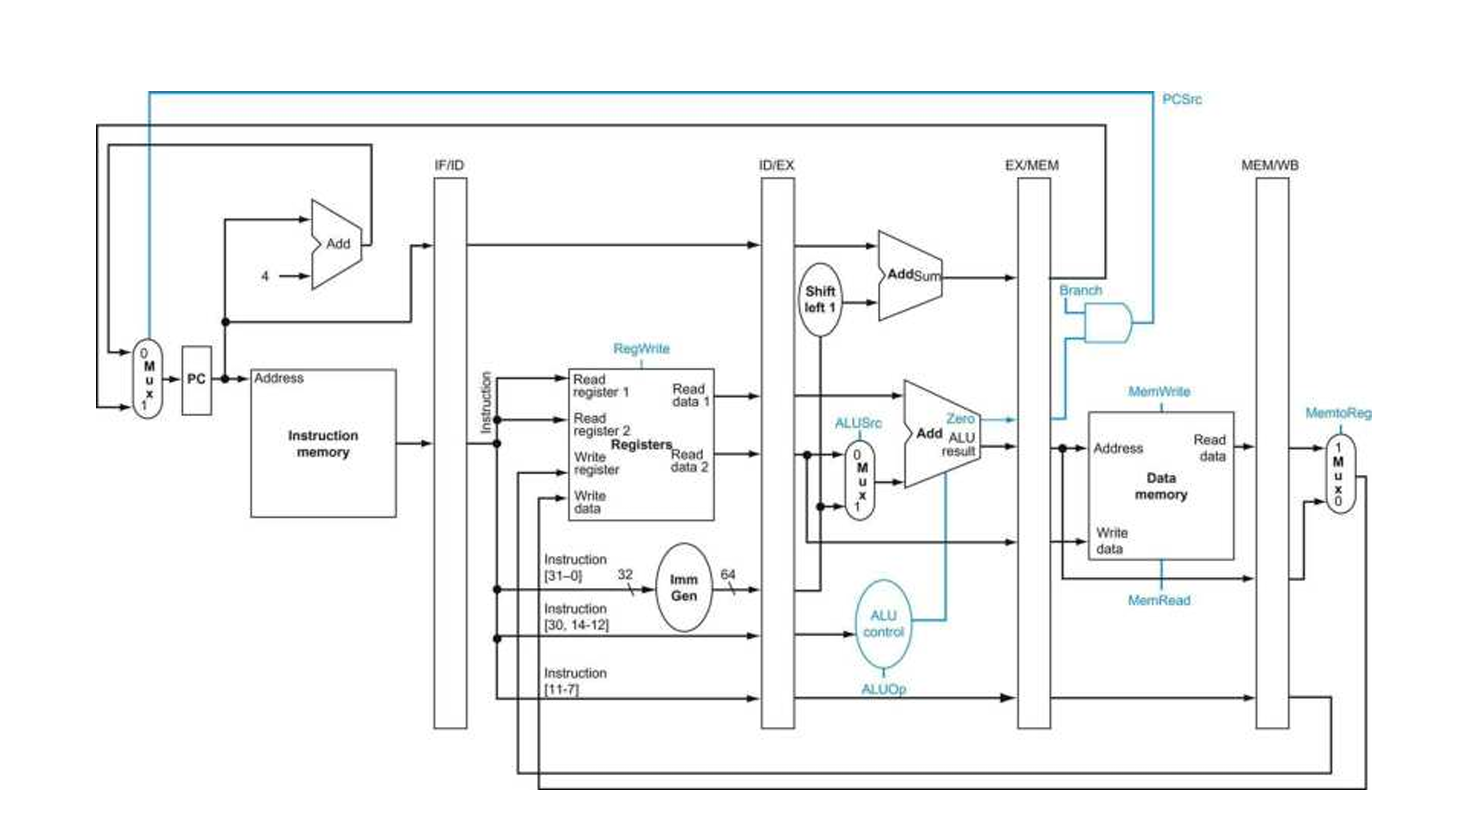 PCSrc
IF/ID
ID/EX
EX/MEM
MEM/WB
Add
4
Add Sum
Shift
left 1
Branch
0
M
u
x
1
PC
Address
Instruction
memory
Instruction
RegWrite
Read
register 1
Read
register 2
Write
register
Write
data
Registers
Read
data 1
Read
data 2
ALUSrc
0
M
u
x
1
Add
Zero
ALU
result
MemWrite
Address
Read
data
Data
memory
Write
data
MemRead
MemtoReg
1
M
u
x
0
Instruction
[31–0]
32
Imm
Gen
64
Instruction
[30, 14-12]
ALU
control
Instruction
[11-7]
ALUOp